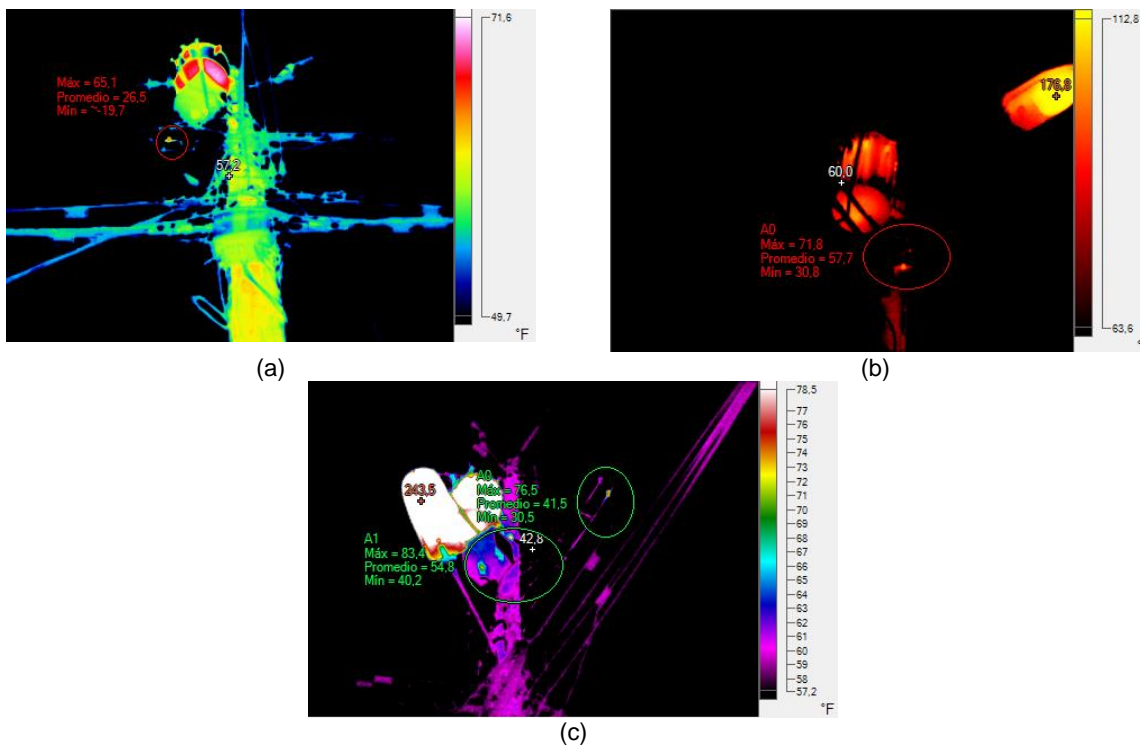 71,6
Máx = 65,1
Promedio = 26,5
Mín = ~-19,7
57,2
49,7
°F
(a)
112,8
176,8
60,0
A0
Máx = 71,8
Promedio = 57,7
Mín = 30,8
63,6
°
(b)
78,5
77
76
75
74
73
72
71
70
69
68
67
66
65
64
63
62
61
60
59
58
57,2
°F
243,5
A0
Máx = 76,5
Promedio = 41,5
Mín = 30,5
42,8
A1
Máx = 83,4
Promedio = 54,8
Mín = 40,2
(c)